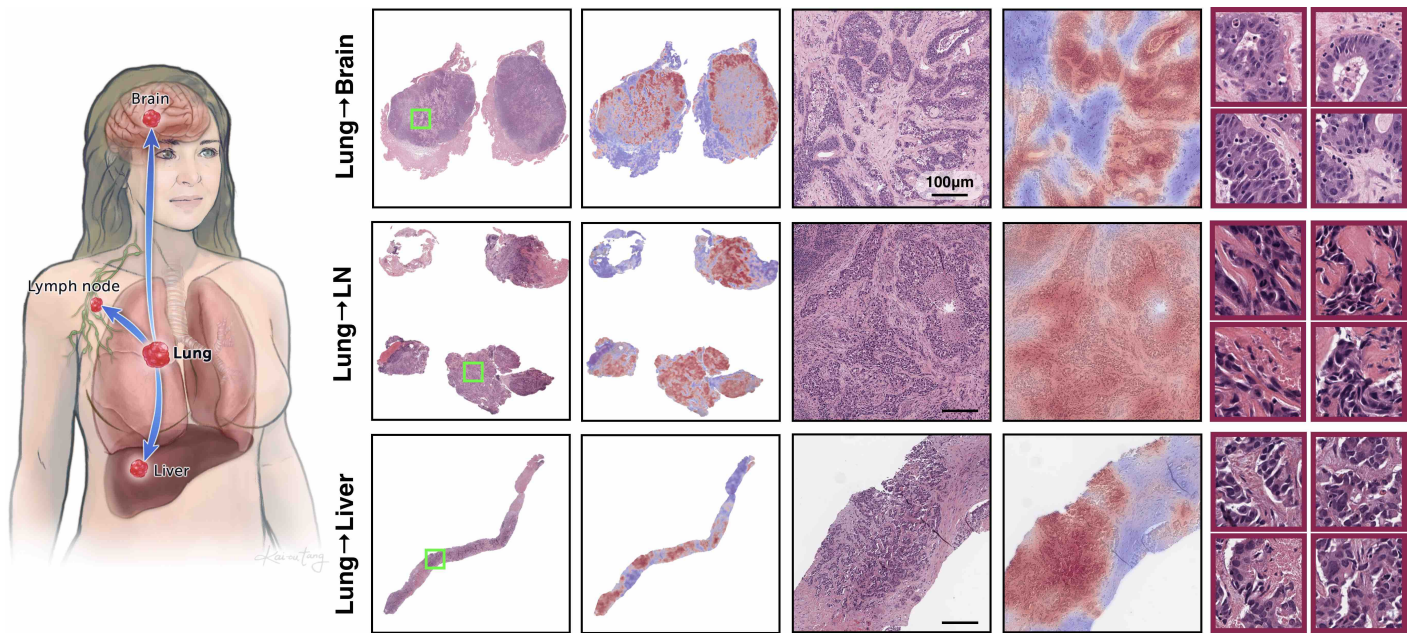 Brain
Lymph node
Lung
Liver
Lung→Brain
100µm
Lung→LN
Lung→Liver